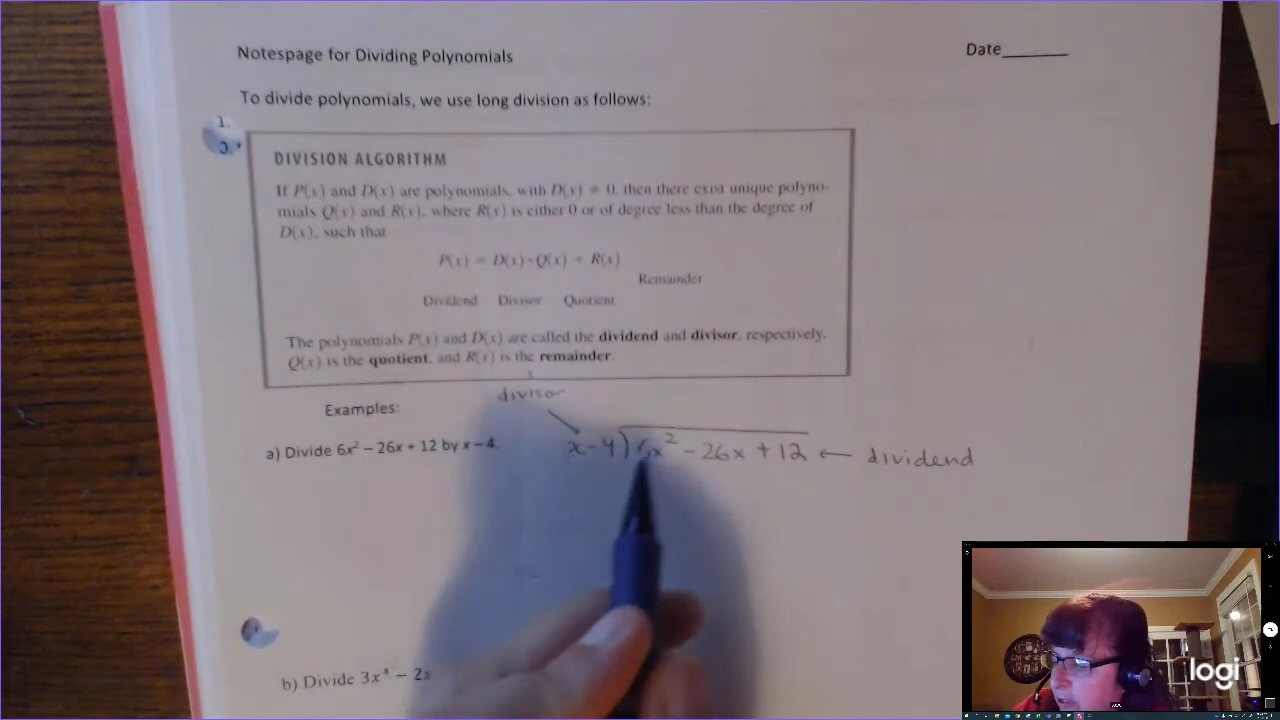 Notespage for Dividing Polynomials
Date______
To divide polynomials, we use long division as follows:
1.
DIVISION ALGORITHM
If P(x) and D(x) are polynomials, with D(x) ≠ 0, then there exist unique polyno-
mials Q(x) and R(x), where R(x) is either 0 or of degree less than the degree of
D(x), such that
P(x) = D(x) · Q(x) + R(x)
Remainder
Dividend Divisor Quotient
The polynomials P(x) and D(x) are called the dividend and divisor, respectively.
Q(x) is the quotient, and R(x) is the remainder.
divisor
Examples:
a) Divide 6x² – 26x + 12 by x – 4.
x - 4) 6x² - 26x + 12 ← dividend
b) Divide 3x⁴ – 2x
logi